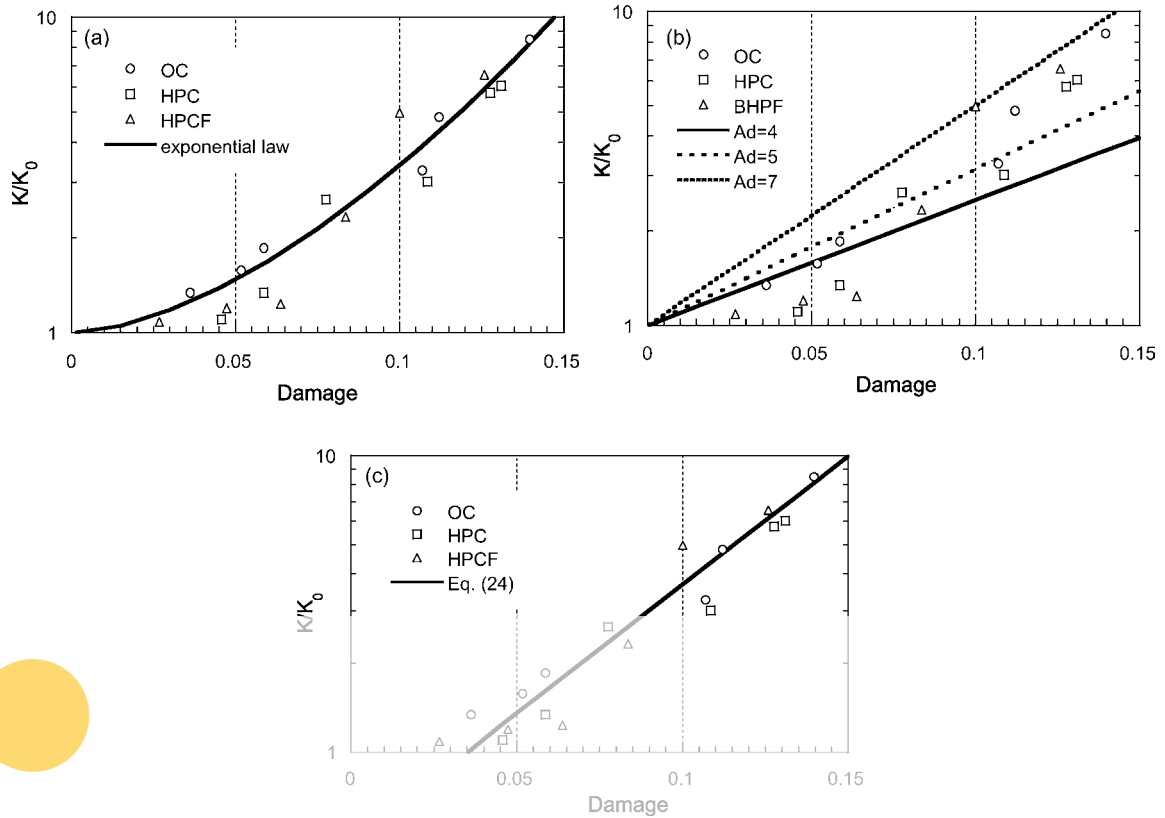 10
(a)
OC
HPC
HPCF
exponential law
K/K0
1
0 0.05 0.1 0.15
Damage
10
(b)
OC
HPC
BHPF
Ad=4
Ad=5
Ad=7
K/K0
1
0 0.05 0.1 0.15
Damage
10
(c)
OC
HPC
HPCF
Eq. (24)
K/K0
1
0 0.05 0.1 0.15
Damage